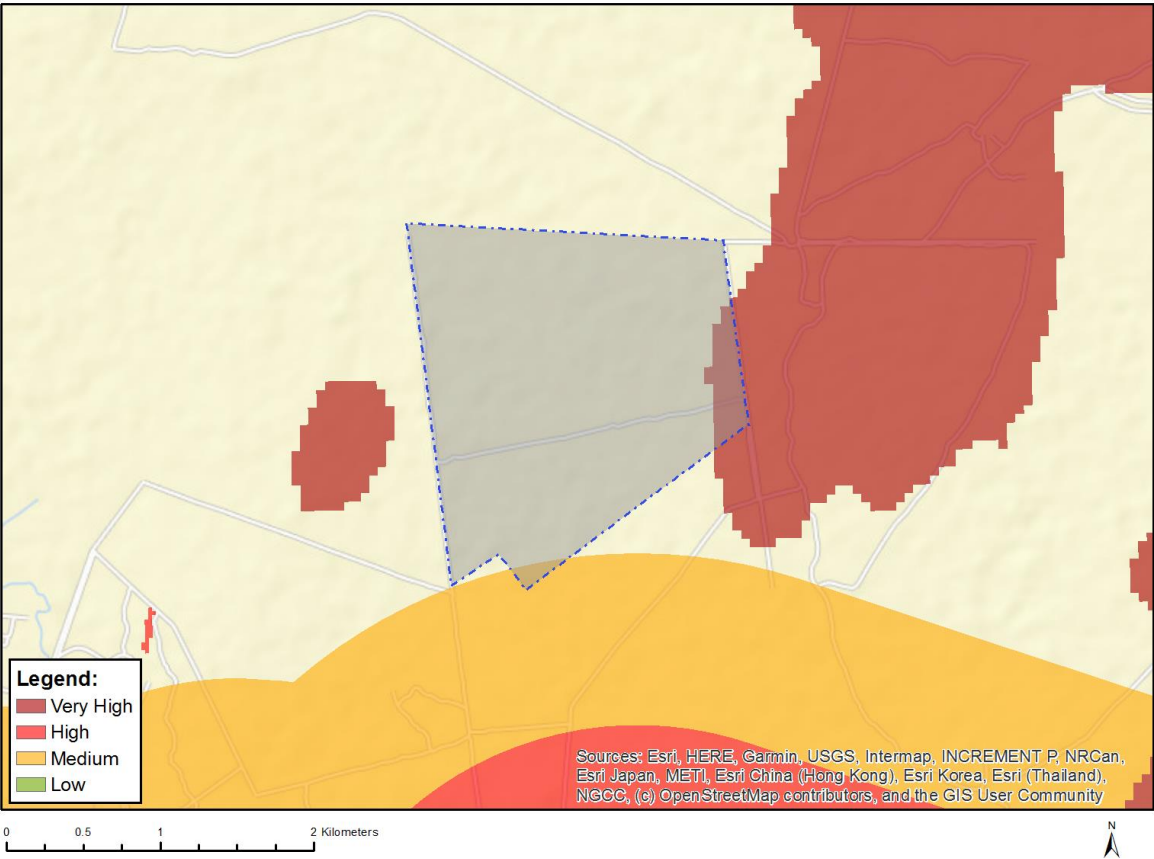 Legend:
Very High
High
Medium
Low
Sources: Esri, HERE, Garmin, USGS, Intermap, INCREMENT P, NRCan,
Esri Japan, METI, Esri China (Hong Kong), Esri Korea, Esri (Thailand),
NGCC, (c) OpenStreetMap contributors, and the GIS User Community
0 0.5 1 2 Kilometers
N